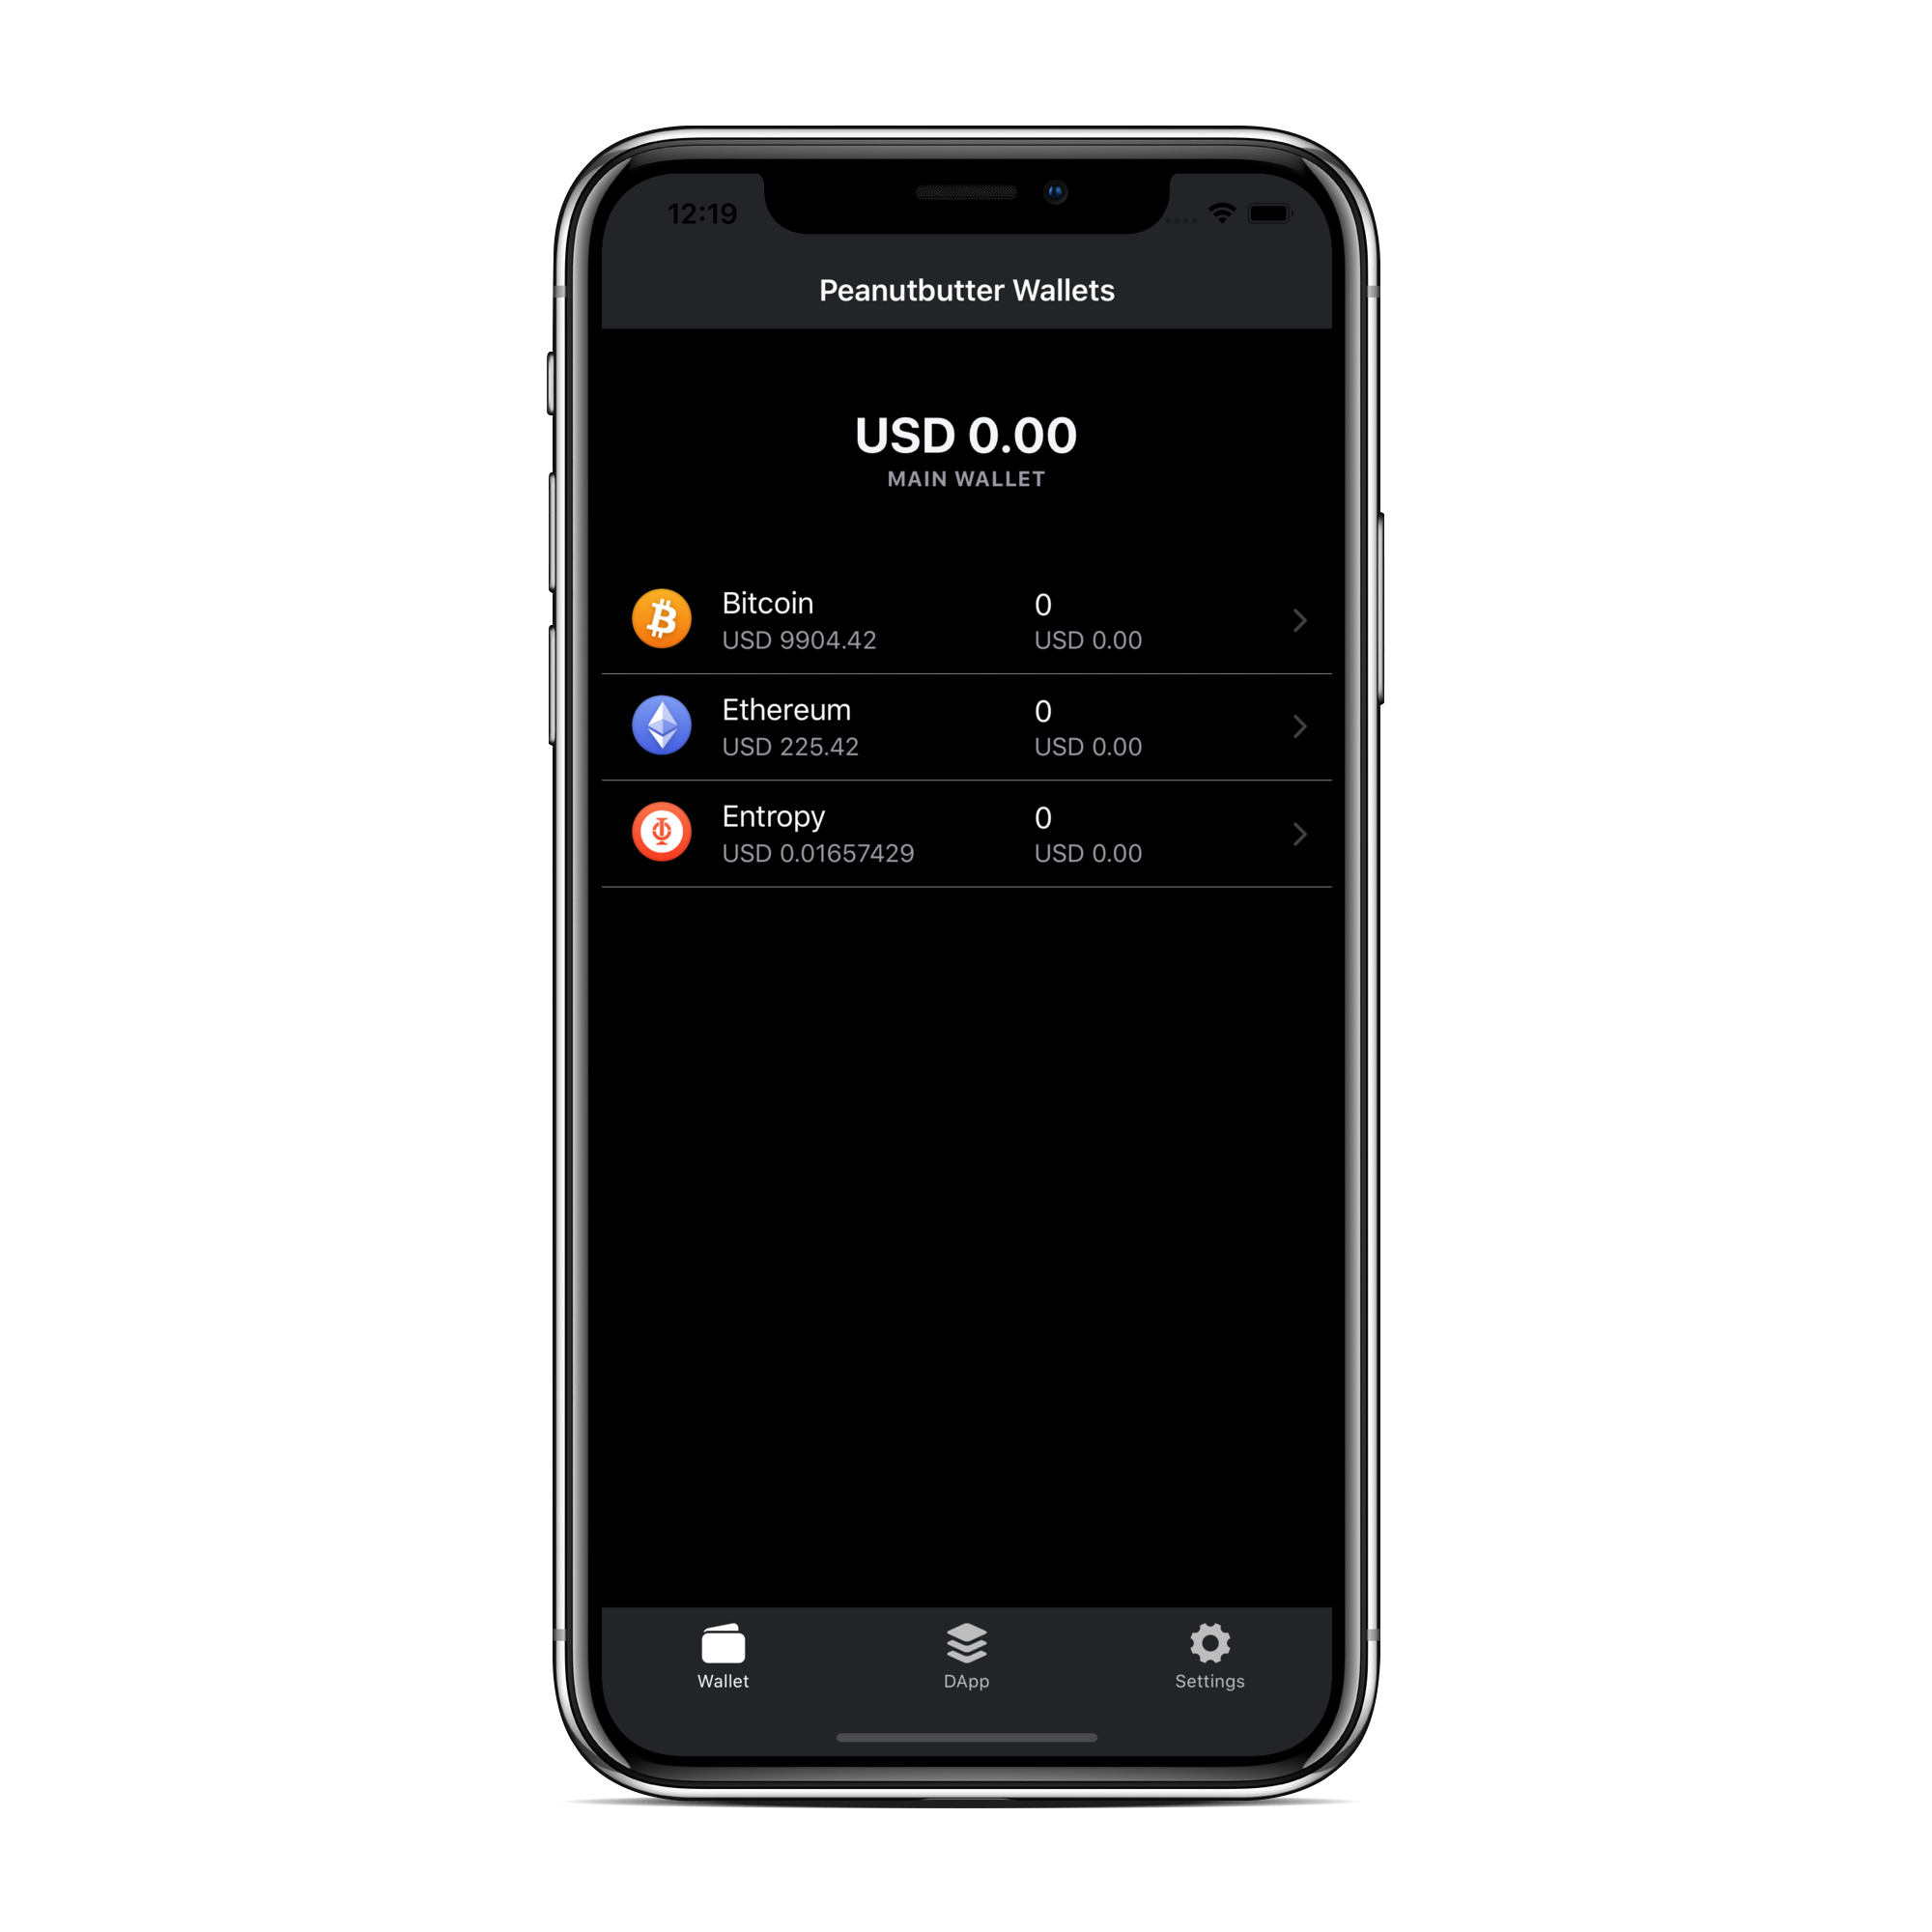 12:19
Peanutbutter Wallets
USD 0.00
MAIN WALLET
Bitcoin 0
USD 9904.42 USD 0.00
Ethereum 0
USD 225.42 USD 0.00
Entropy 0
USD 0.01657429 USD 0.00
Wallet DApp Settings